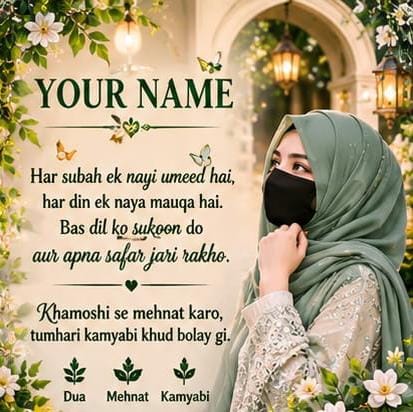 YOUR NAME
Har subah ek nayi umeed hai,
har din ek naya mauqa hai.
Bas dil ko sukoon do
aur apna safar jari rakho.
Khamoshi se mehnat karo,
tumhari kamyabi khud bolay gi.
Dua Mehnat Kamyabi